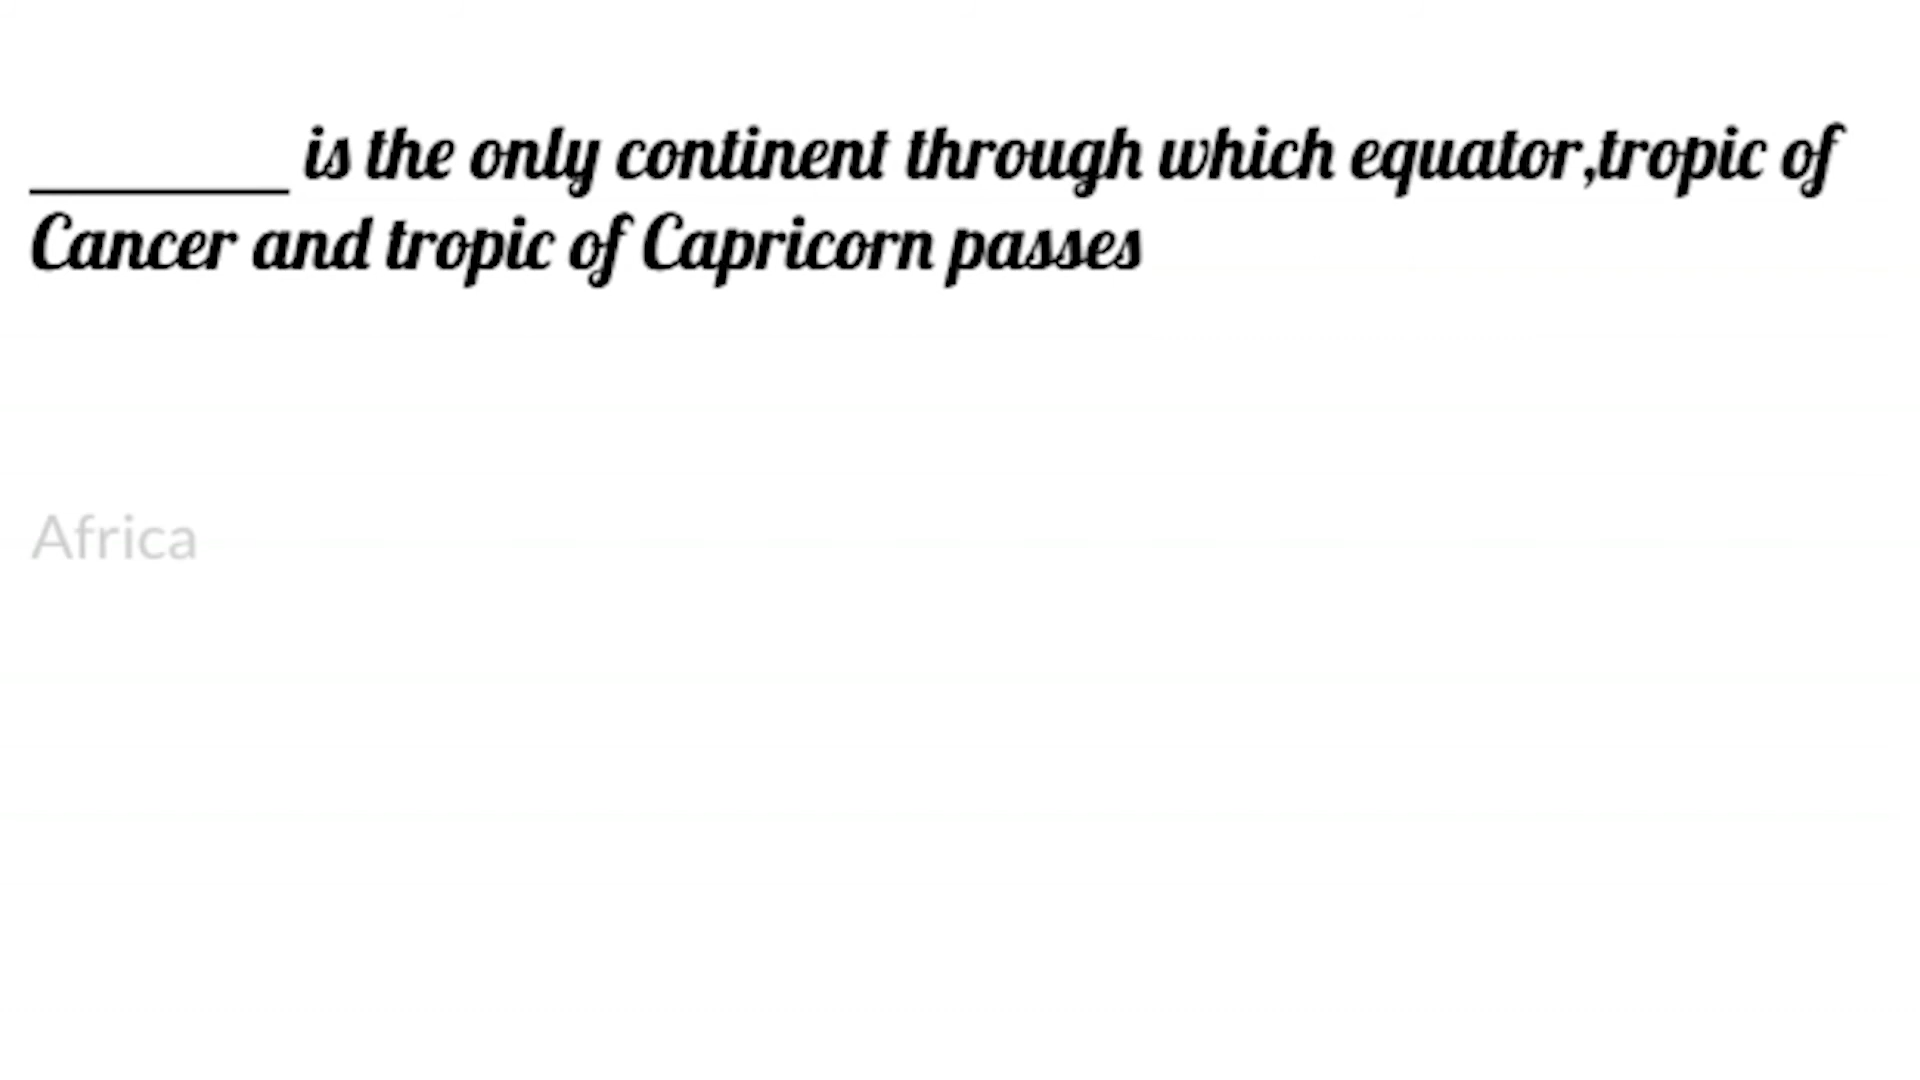 ________ is the only continent through which equator,tropic of
Cancer and tropic of Capricorn passes
Africa